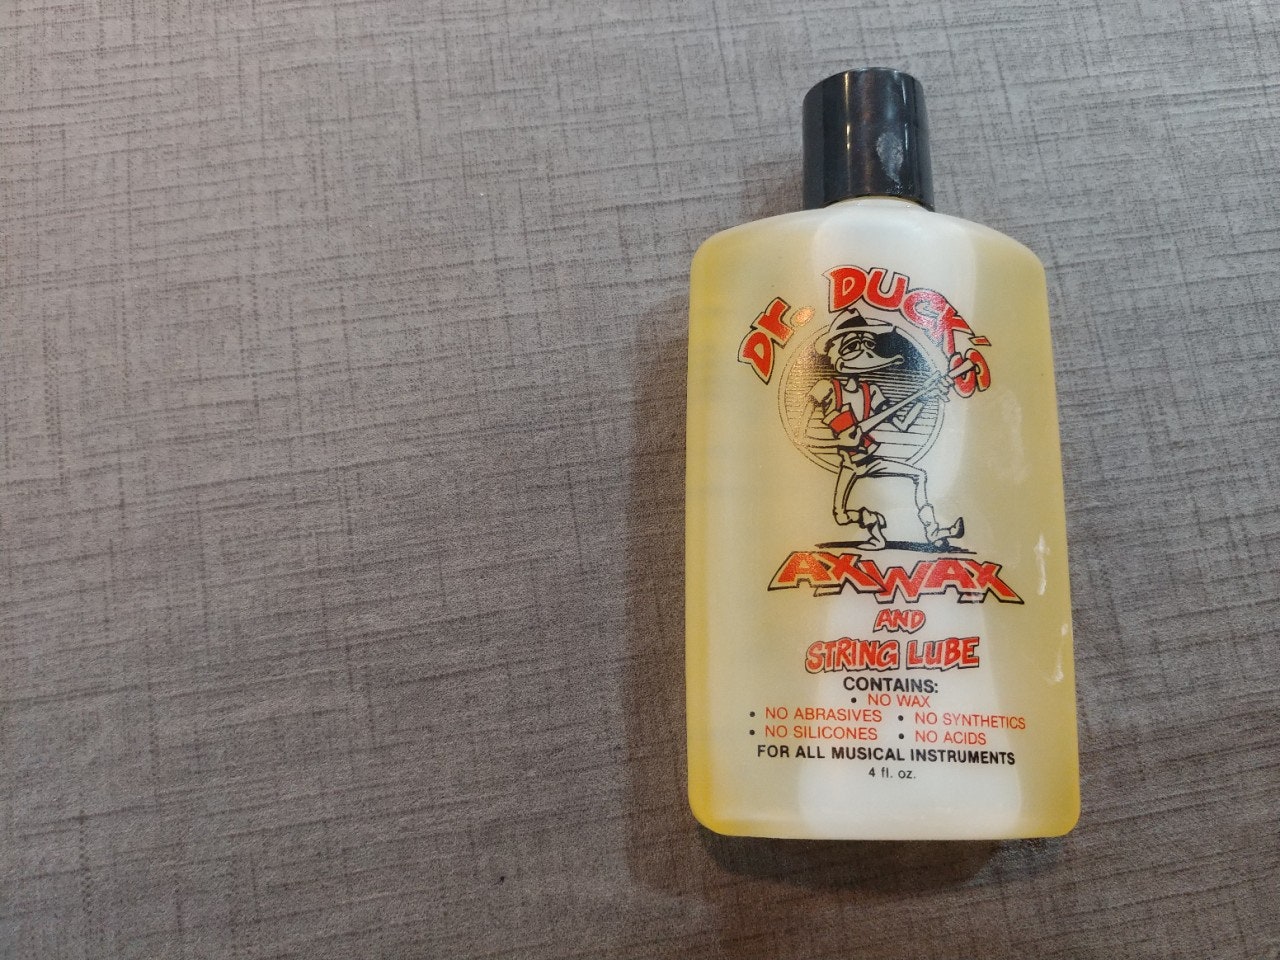 Dr. DUCK'S
AXWAX
AND
STRING LUBE
CONTAINS:
• NO WAX
• NO ABRASIVES • NO SYNTHETICS
• NO SILICONES • NO ACIDS
FOR ALL MUSICAL INSTRUMENTS
4 fl. oz.